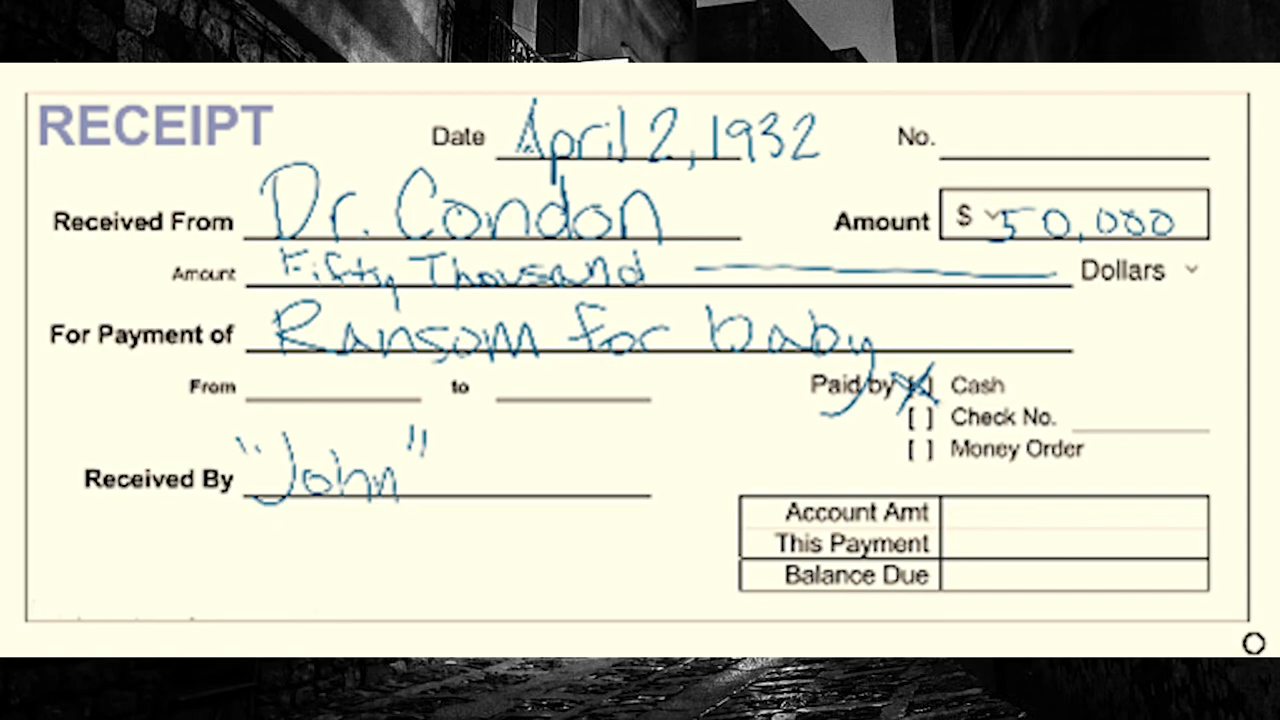 RECEIPT Date April 2, 1932 No.
Received From Dr. Condon Amount $ 50,000
Amount Fifty Thousand Dollars
For Payment of Ransom for baby
From to Paid by [X] Cash
[ ] Check No.
[ ] Money Order
Received By "John"
Account Amt
This Payment
Balance Due